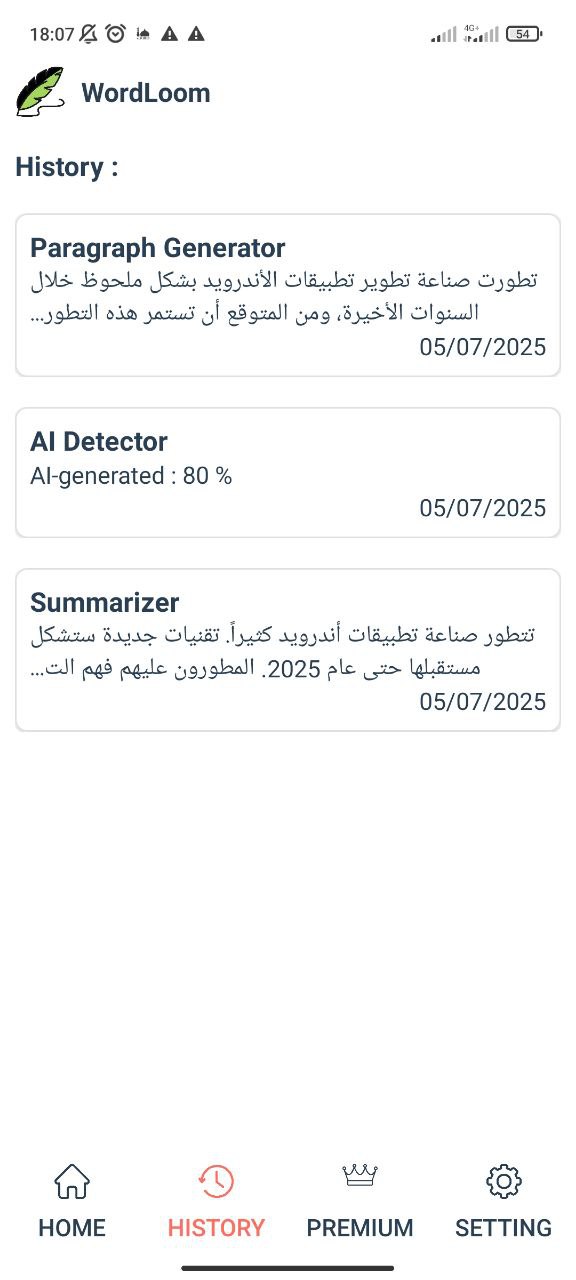 18:07
4G+
54
WordLoom
History :
Paragraph Generator
تطورت صناعة تطوير تطبيقات الأندرويد بشكل ملحوظ خلال
السنوات الأخيرة، ومن المتوقع أن تستمر هذه التطور...
05/07/2025
AI Detector
AI-generated : 80 %
05/07/2025
Summarizer
تتطور صناعة تطبيقات أندرويد كثيراً. تقنيات جديدة ستشكل
مستقبلها حتى عام 2025. المطورون عليهم فهم الت...
05/07/2025
HOME
HISTORY
PREMIUM
SETTING